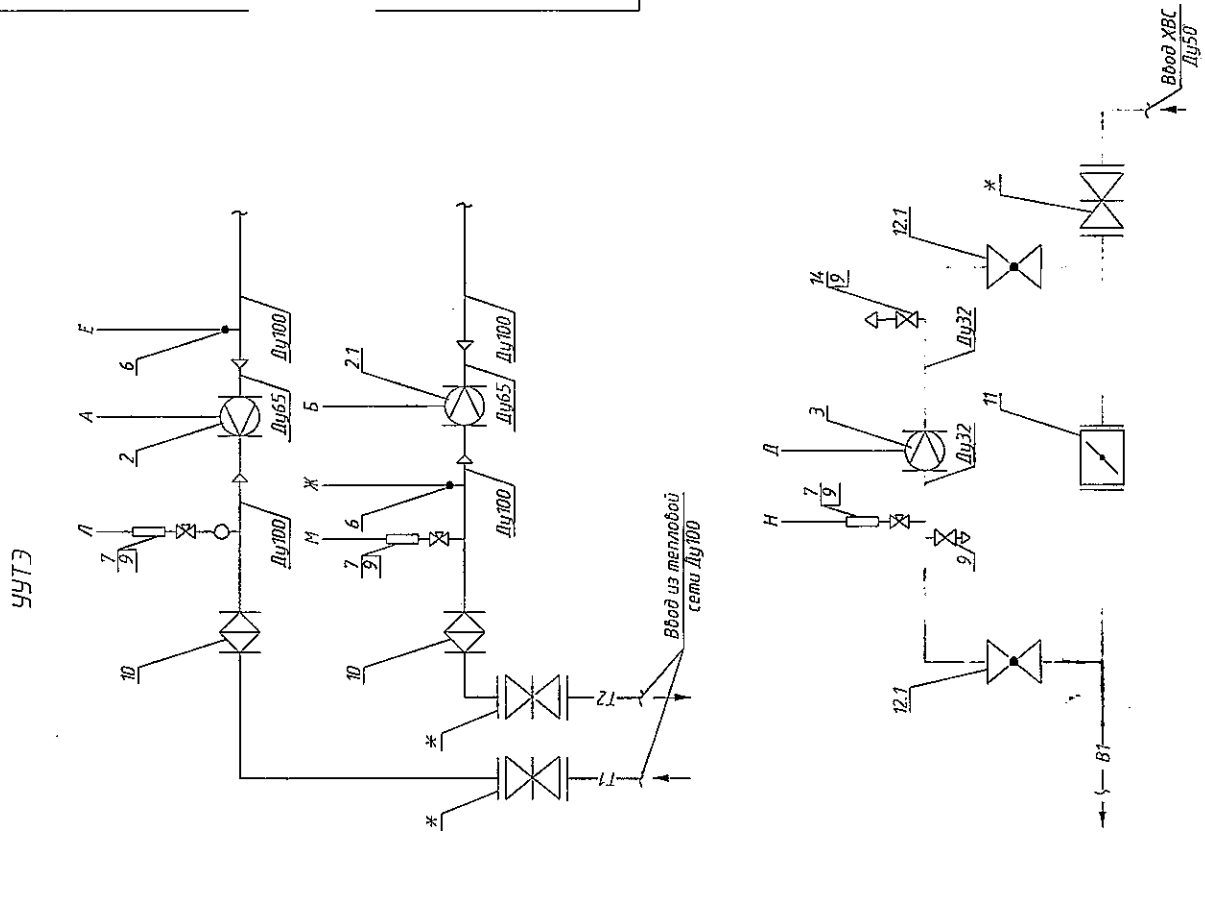 УУТЭ
Л
7
9
10
2
А
6
Е
Ду100
Ду65
Ду100
М
7
9
10
6
Ж
Б
2.1
Ду100
Ду65
Ду100
*
*
Т1
Т2
Ввод из тепловой
сети Ду100
Н
7
9
9
Д
3
Ду32
Ду32
14
9
12.1
12.1
11
*
В1
Ввод ХВС
Ду50